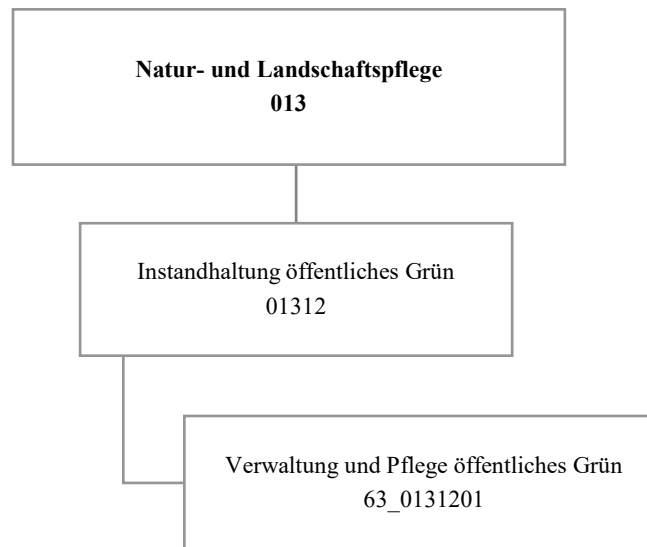 Natur- und Landschaftspflege
013
Instandhaltung öffentliches Grün
01312
Verwaltung und Pflege öffentliches Grün
63_0131201